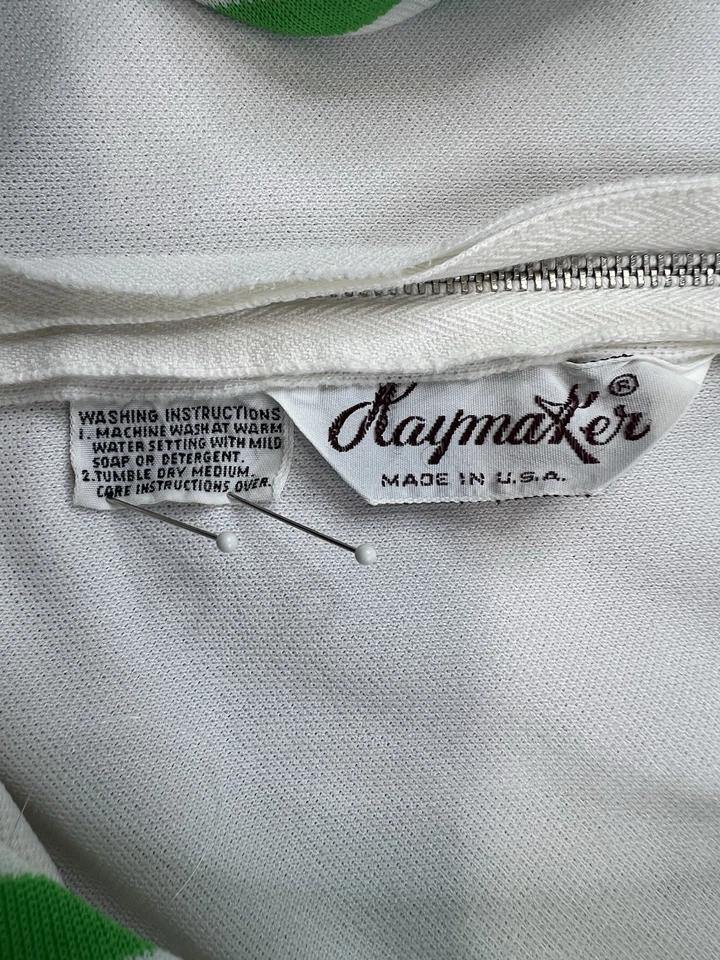 WASHING INSTRUCTIONS
1. MACHINE WASH AT WARM
WATER SETTING WITH MILD
SOAP OR DETERGENT.
2. TUMBLE DRY MEDIUM.
CARE INSTRUCTIONS OVER.
Haymaker ®
MADE IN U.S.A.